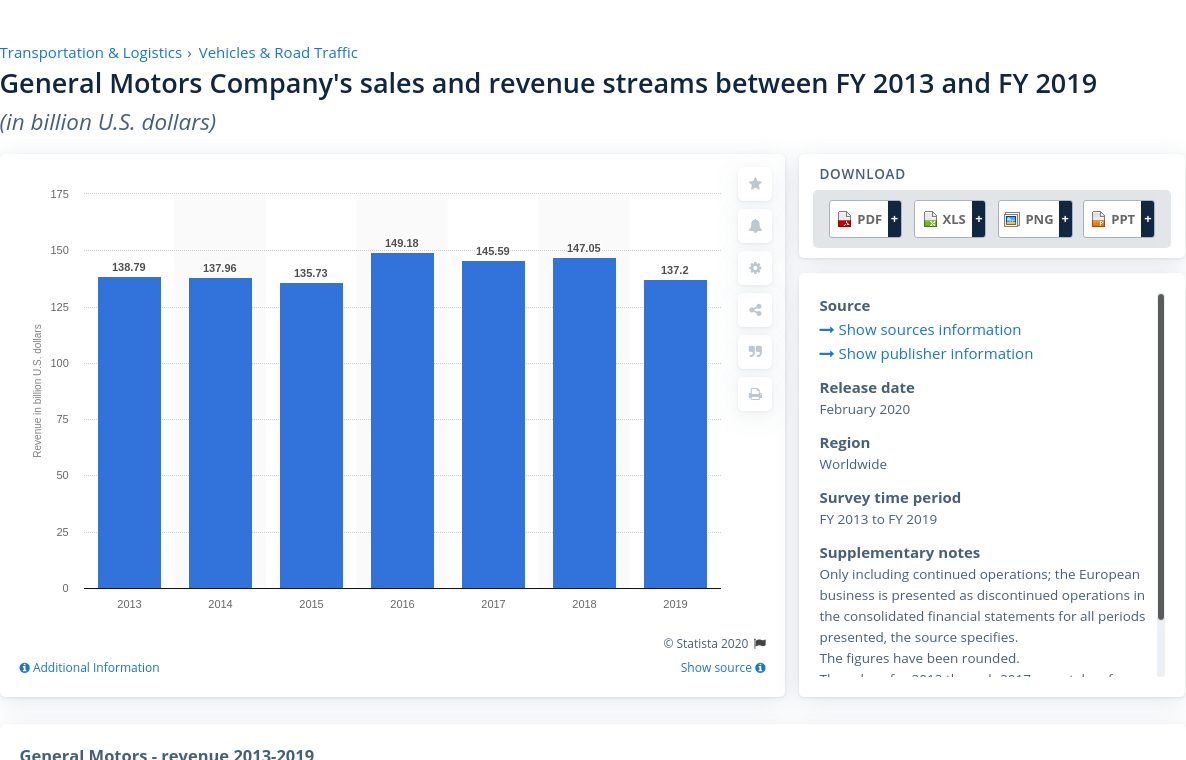 Transportation & Logistics › Vehicles & Road Traffic
General Motors Company's sales and revenue streams between FY 2013 and FY 2019
(in billion U.S. dollars)
175
150
125
100
75
50
25
0
Revenue in billion U.S. dollars
138.79
137.96
135.73
149.18
145.59
147.05
137.2
2013
2014
2015
2016
2017
2018
2019
© Statista 2020
Additional Information
Show source
DOWNLOAD
PDF +
XLS +
PNG +
PPT +
Source
Show sources information
Show publisher information
Release date
February 2020
Region
Worldwide
Survey time period
FY 2013 to FY 2019
Supplementary notes
Only including continued operations; the European
business is presented as discontinued operations in
the consolidated financial statements for all periods
presented, the source specifies.
The figures have been rounded.
General Motors - revenue 2013-2019